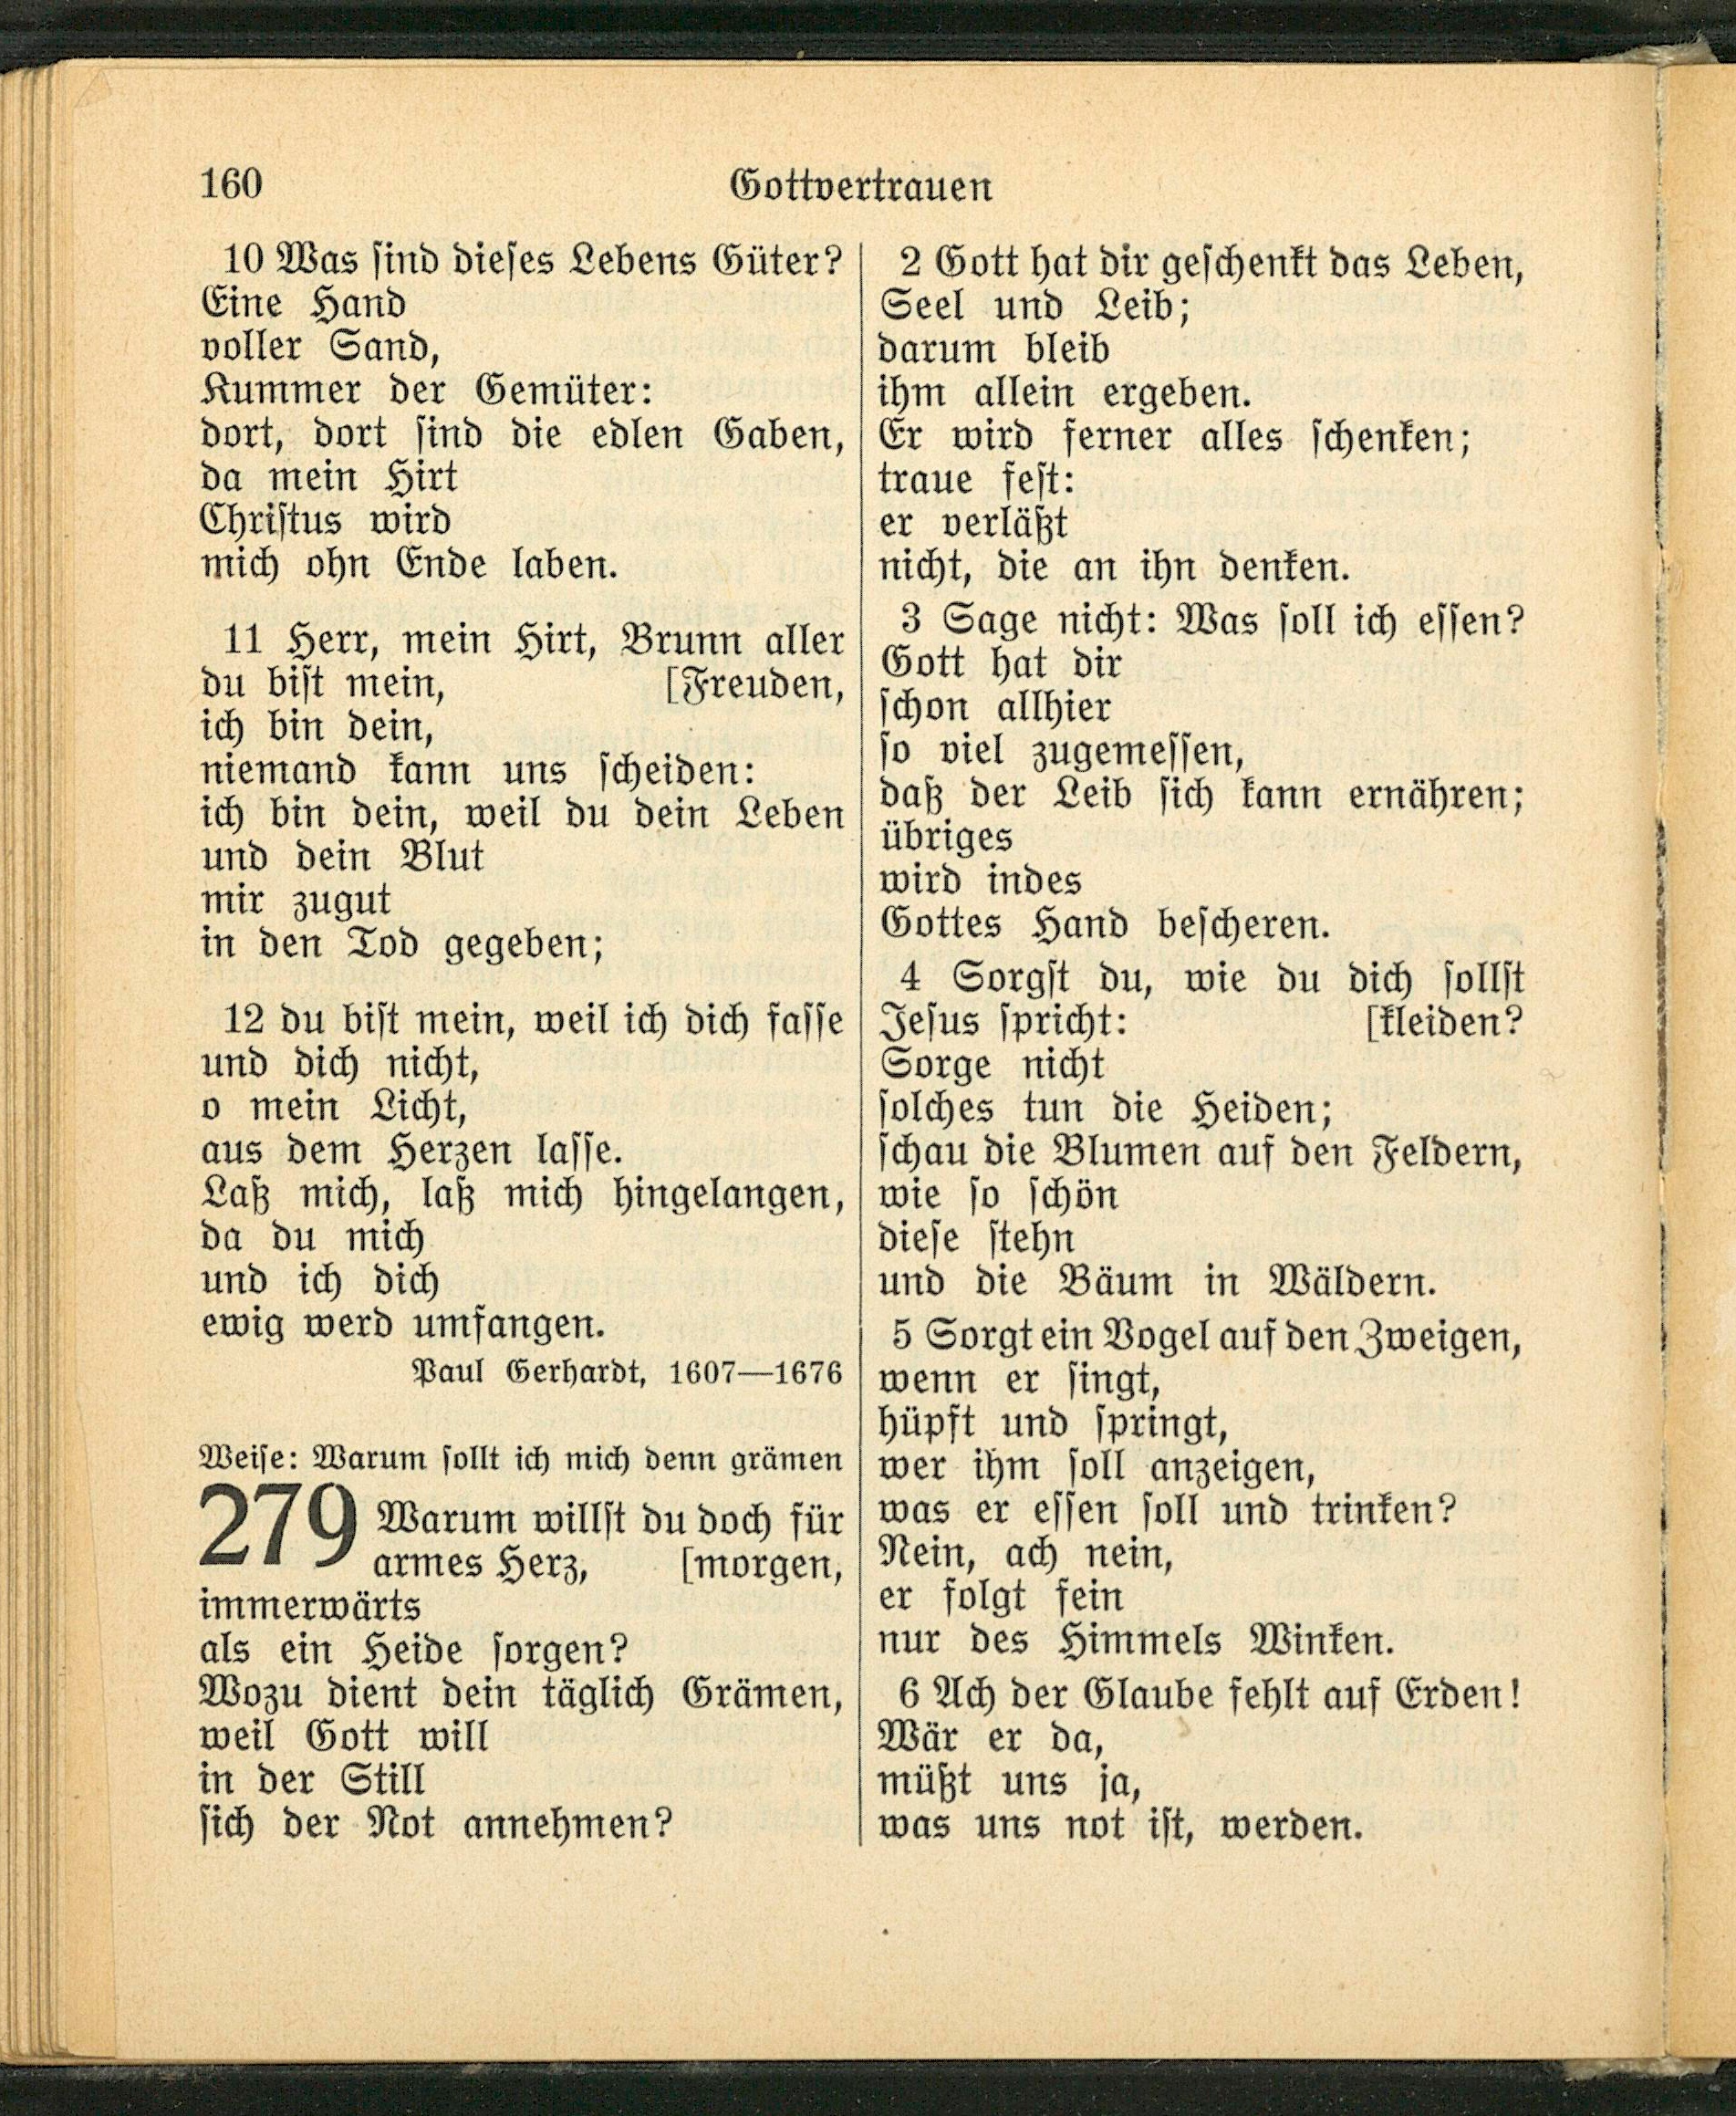 160
Gottvertrauen
10 Was sind dieses Lebens Güter?
Eine Hand
voller Sand,
Kummer der Gemüter:
dort, dort sind die edlen Gaben,
da mein Hirt
Christus wird
mich ohn Ende laben.
11 Herr, mein Hirt, Brunn aller
du bist mein, [Freuden,
ich bin dein,
niemand kann uns scheiden:
ich bin dein, weil du dein Leben
und dein Blut
mir zugut
in den Tod gegeben;
12 du bist mein, weil ich dich fasse
und dich nicht,
o mein Licht,
aus dem Herzen lasse.
Laß mich, laß mich hingelangen,
da du mich
und ich dich
ewig werd umfangen.
Paul Gerhardt, 1607—1676
Weise: Warum sollt ich mich denn grämen
279 Warum willst du doch für
armes Herz, [morgen,
immerwärts
als ein Heide sorgen?
Wozu dient dein täglich Grämen,
weil Gott will
in der Still
sich der Not annehmen?
2 Gott hat dir geschenkt das Leben,
Seel und Leib;
darum bleib
ihm allein ergeben.
Er wird ferner alles schenken;
traue fest:
er verläßt
nicht, die an ihn denken.
3 Sage nicht: Was soll ich essen?
Gott hat dir
schon allhier
so viel zugemessen,
daß der Leib sich kann ernähren;
übriges
wird indes
Gottes Hand bescheren.
4 Sorgst du, wie du dich sollst
Jesus spricht: [kleiden?
Sorge nicht
solches tun die Heiden;
schau die Blumen auf den Feldern,
wie so schön
diese stehn
und die Bäum in Wäldern.
5 Sorgt ein Vogel auf den Zweigen,
wenn er singt,
hüpft und springt,
wer ihm soll anzeigen,
was er essen soll und trinken?
Nein, ach nein,
er folgt fein
nur des Himmels Winken.
6 Ach der Glaube fehlt auf Erden!
Wär er da,
müßt uns ja,
was uns not ist, werden.